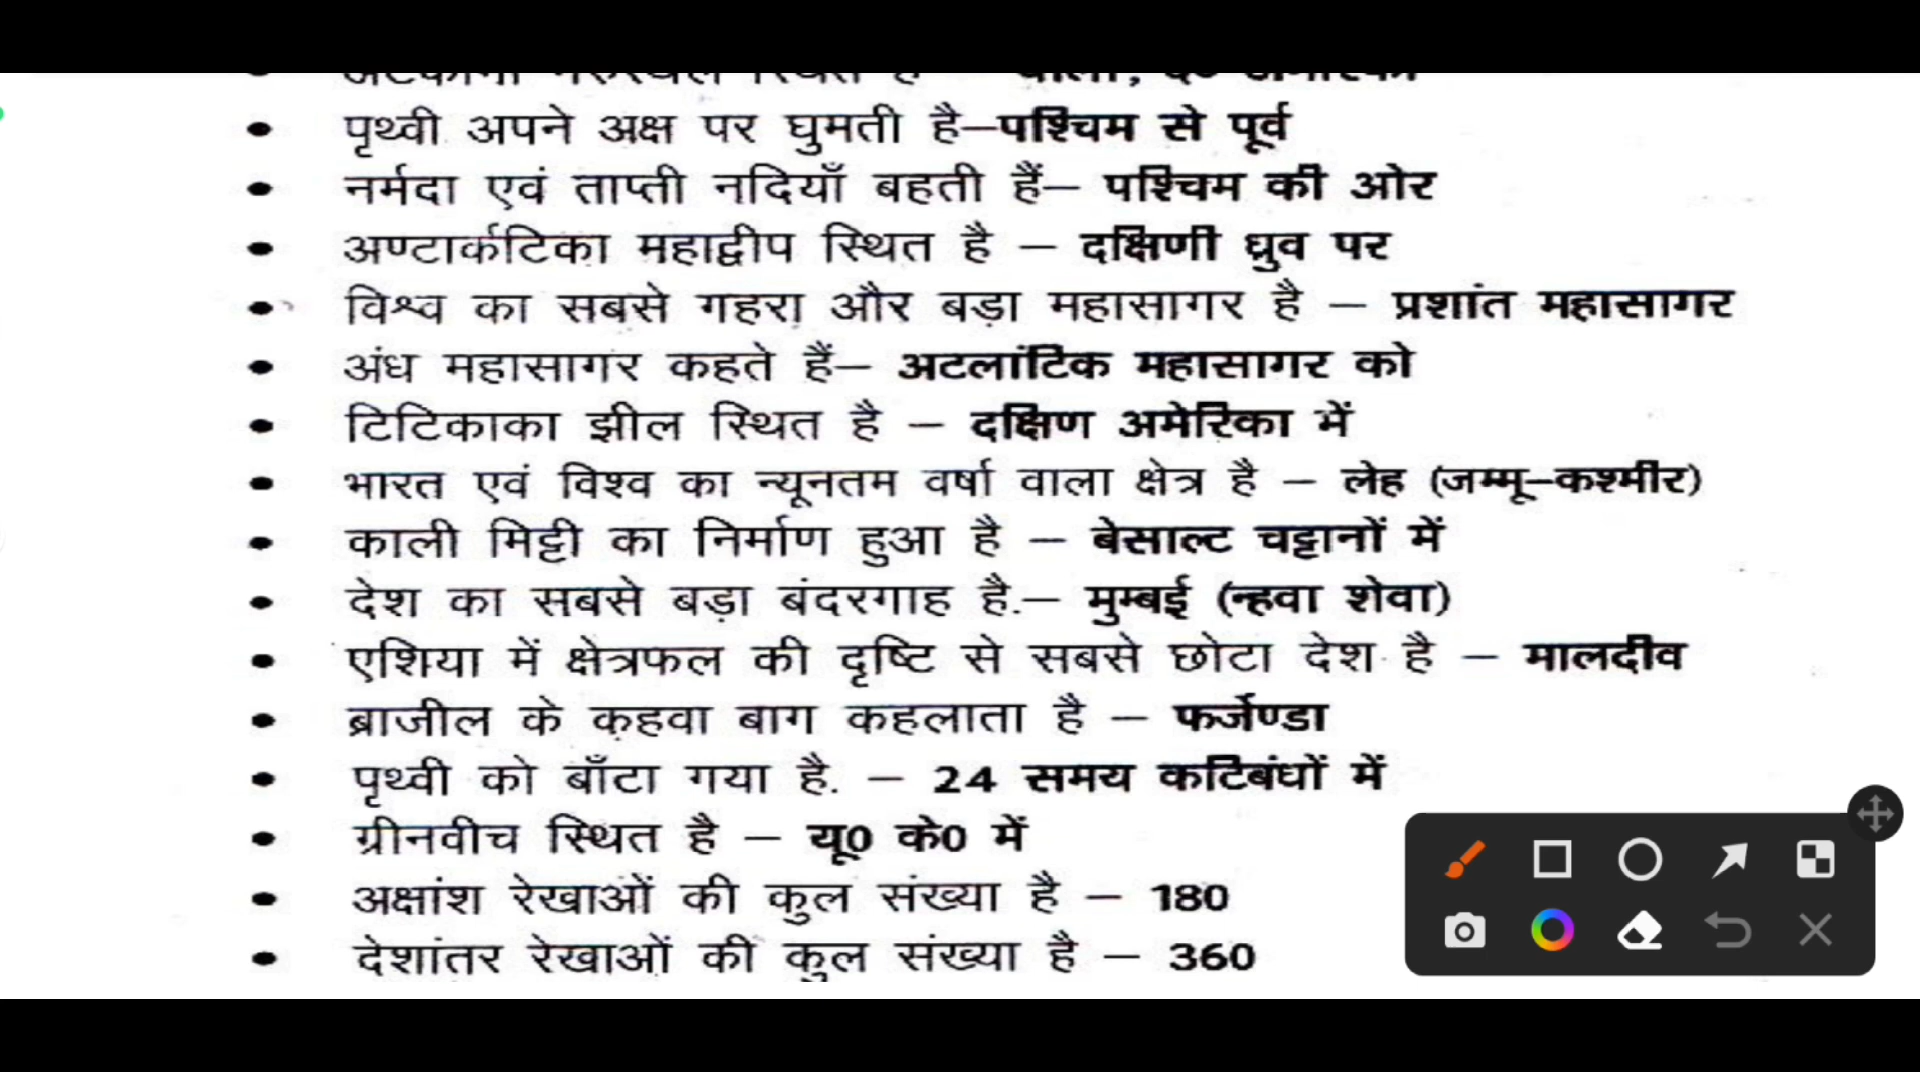 • पृथ्वी अपने अक्ष पर घुमती है–पश्चिम से पूर्व
• नर्मदा एवं ताप्ती नदियाँ बहती हैं– पश्चिम की ओर
• अण्टार्कटिका महाद्वीप स्थित है – दक्षिणी ध्रुव पर
• विश्व का सबसे गहरा और बड़ा महासागर है – प्रशांत महासागर
• अंध महासागर कहते हैं– अटलांटिक महासागर को
• टिटिकाका झील स्थित है – दक्षिण अमेरिका में
• भारत एवं विश्व का न्यूनतम वर्षा वाला क्षेत्र है – लेह (जम्मू–कश्मीर)
• काली मिट्टी का निर्माण हुआ है – बेसाल्ट चट्टानों में
• देश का सबसे बड़ा बंदरगाह है.– मुम्बई (न्हवा शेवा)
• एशिया में क्षेत्रफल की दृष्टि से सबसे छोटा देश है – मालदीव
• ब्राजील के कहवा बाग कहलाता है – फर्जेण्डा
• पृथ्वी को बाँटा गया है. – 24 समय कटिबंधों में
• ग्रीनवीच स्थित है – यू0 के0 में
• अक्षांश रेखाओं की कुल संख्या है – 180
• देशांतर रेखाओं की कुल संख्या है – 360